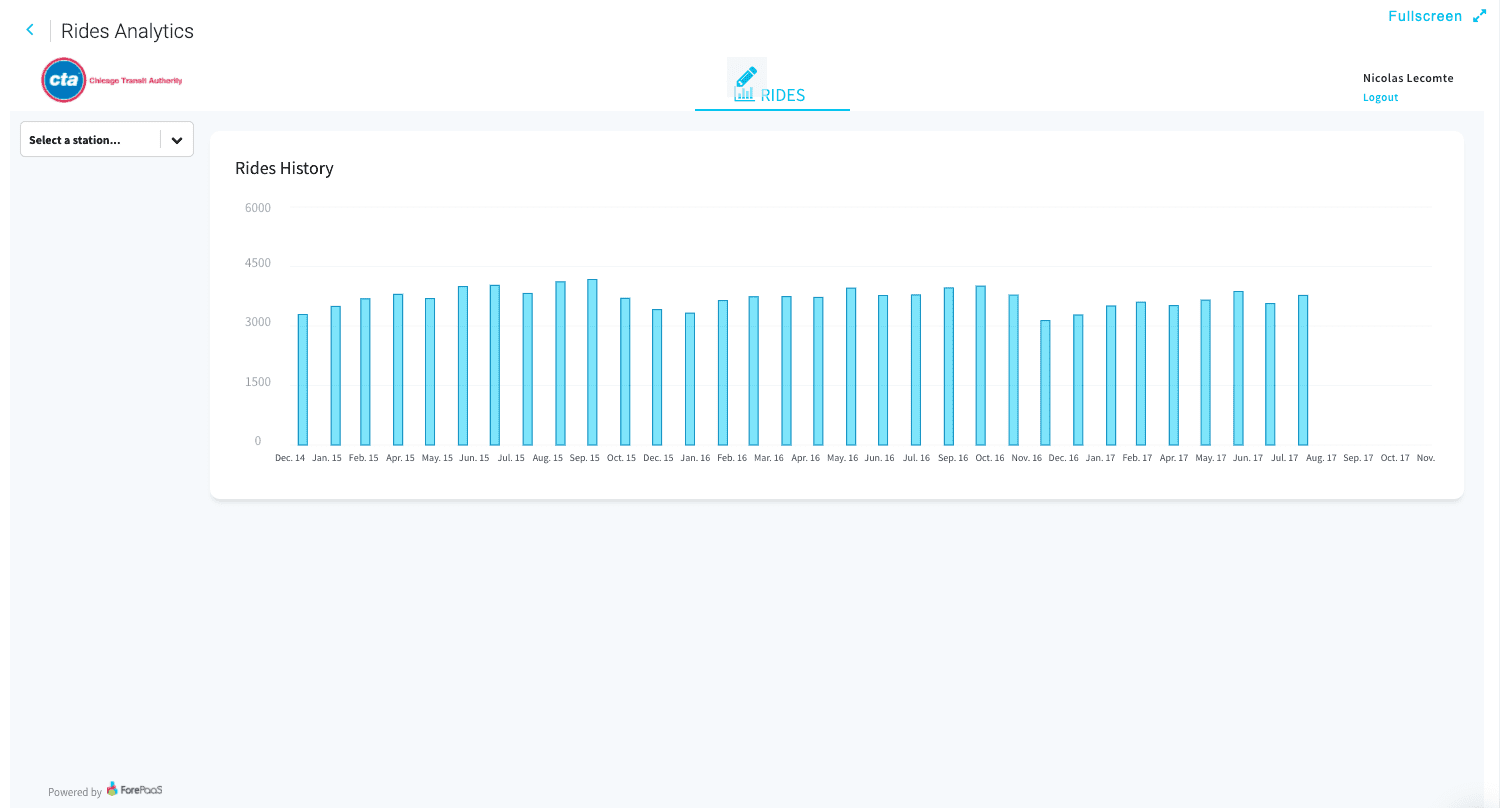 Rides Analytics
Fullscreen
cta Chicago Transit Authority
RIDES
Nicolas Lecomte
Logout
Select a station...
Rides History
6000
4500
3000
1500
0
Dec. 14 Jan. 15 Feb. 15 Apr. 15 May. 15 Jun. 15 Jul. 15 Aug. 15 Sep. 15 Oct. 15 Dec. 15 Jan. 16 Feb. 16 Mar. 16 Apr. 16 May. 16 Jun. 16 Jul. 16 Sep. 16 Oct. 16 Nov. 16 Dec. 16 Jan. 17 Feb. 17 Apr. 17 May. 17 Jun. 17 Jul. 17 Aug. 17 Sep. 17 Oct. 17 Nov.
Powered by ForePaaS